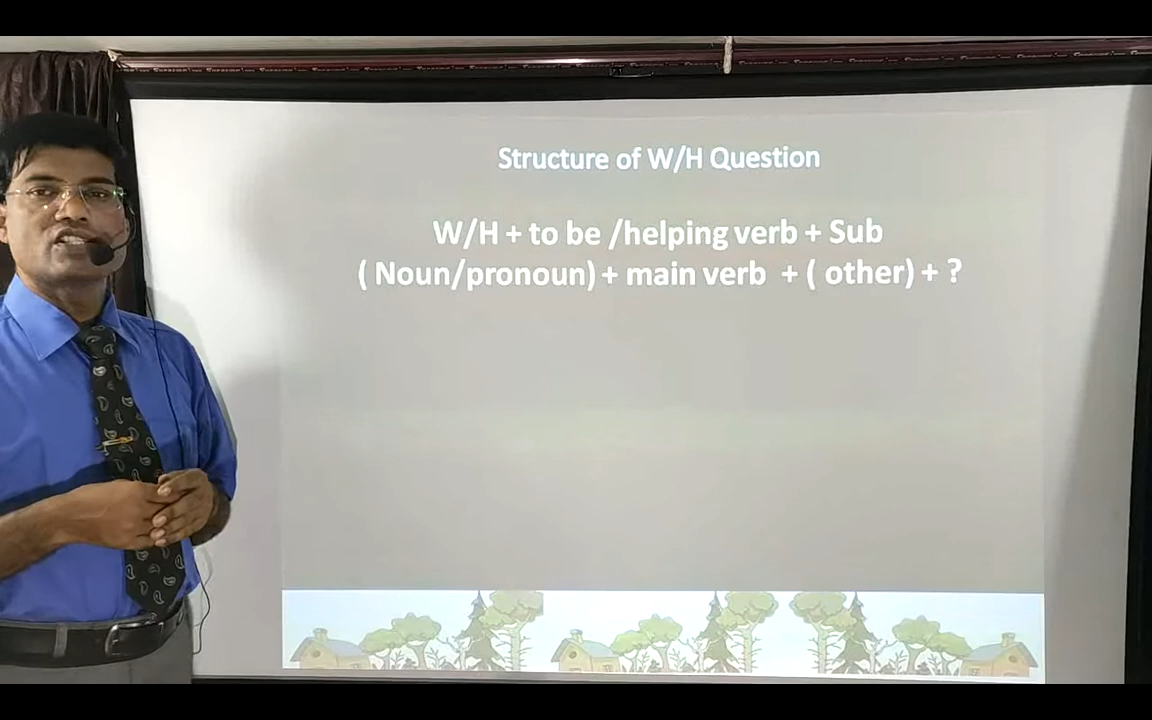 Structure of W/H Question
W/H + to be /helping verb + Sub
( Noun/pronoun) + main verb + ( other) + ?